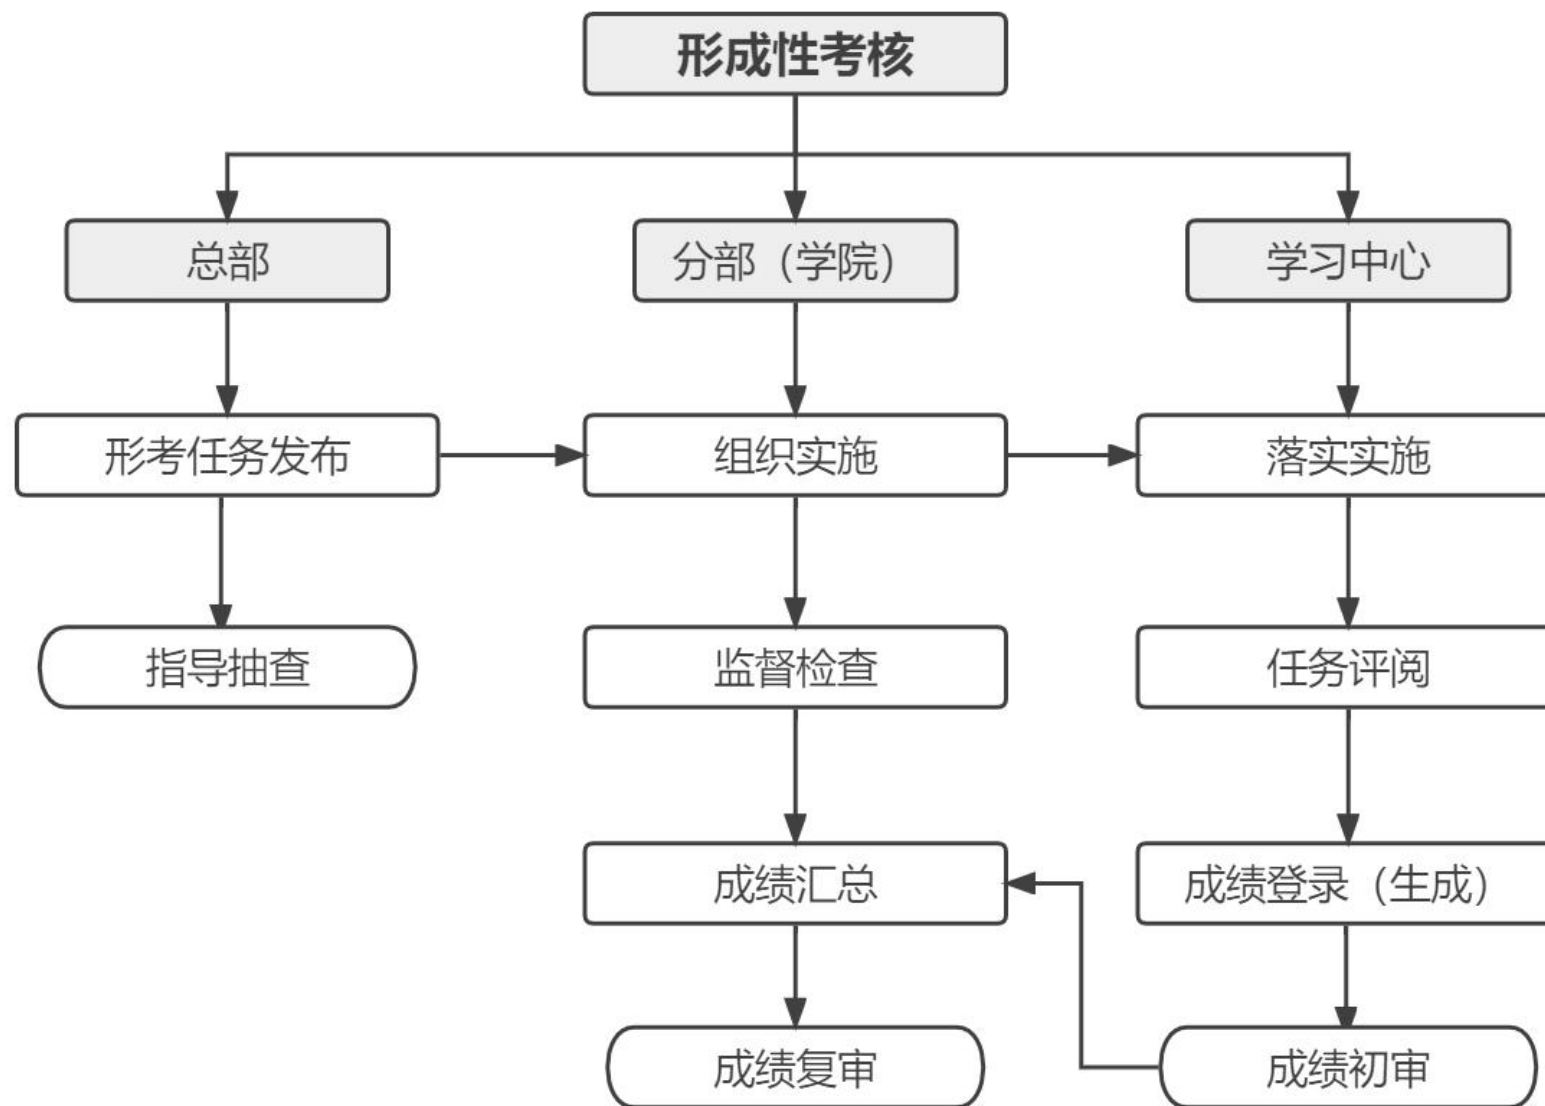 形成性考核
总部
分部（学院）
学习中心
形考任务发布
组织实施
落实实施
指导抽查
监督检查
任务评阅
成绩汇总
成绩登录（生成）
成绩复审
成绩初审